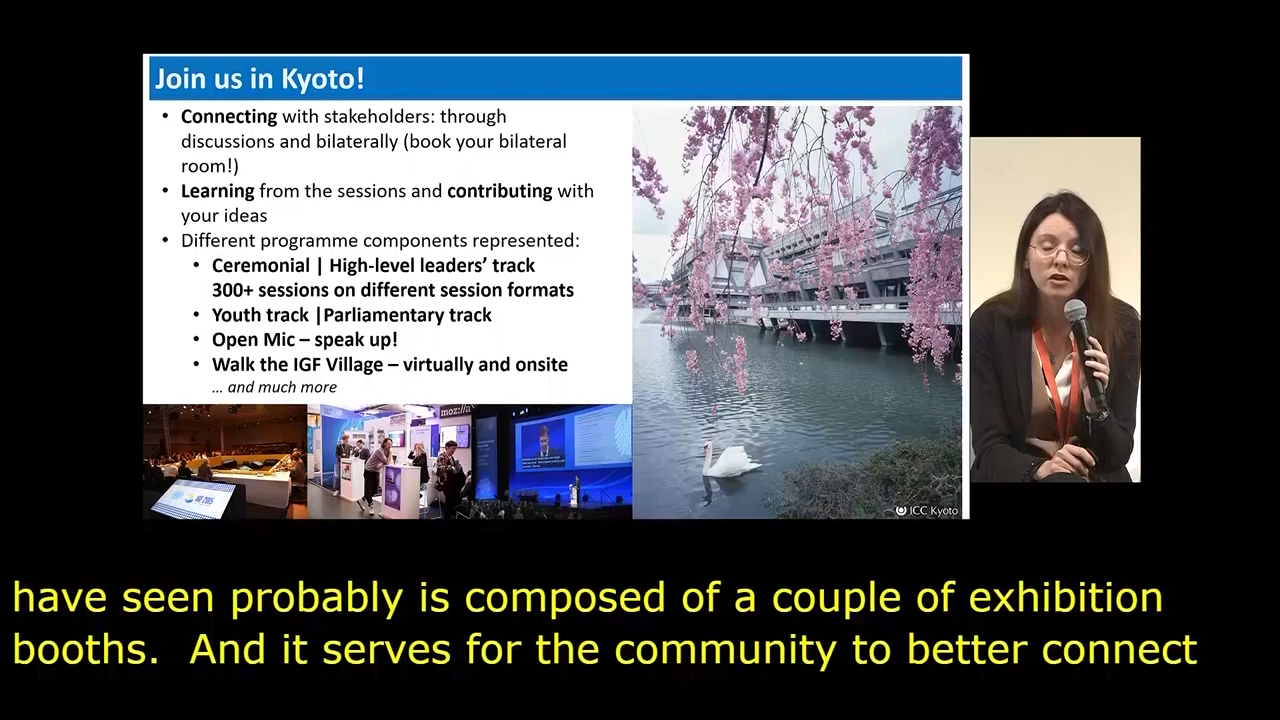 Join us in Kyoto!
• Connecting with stakeholders: through
discussions and bilaterally (book your bilateral
room!)
• Learning from the sessions and contributing with
your ideas
• Different programme components represented:
• Ceremonial | High-level leaders’ track
300+ sessions on different session formats
• Youth track |Parliamentary track
• Open Mic – speak up!
• Walk the IGF Village – virtually and onsite
… and much more
moz://a
ICC Kyoto
have seen probably is composed of a couple of exhibition
booths.  And it serves for the community to better connect